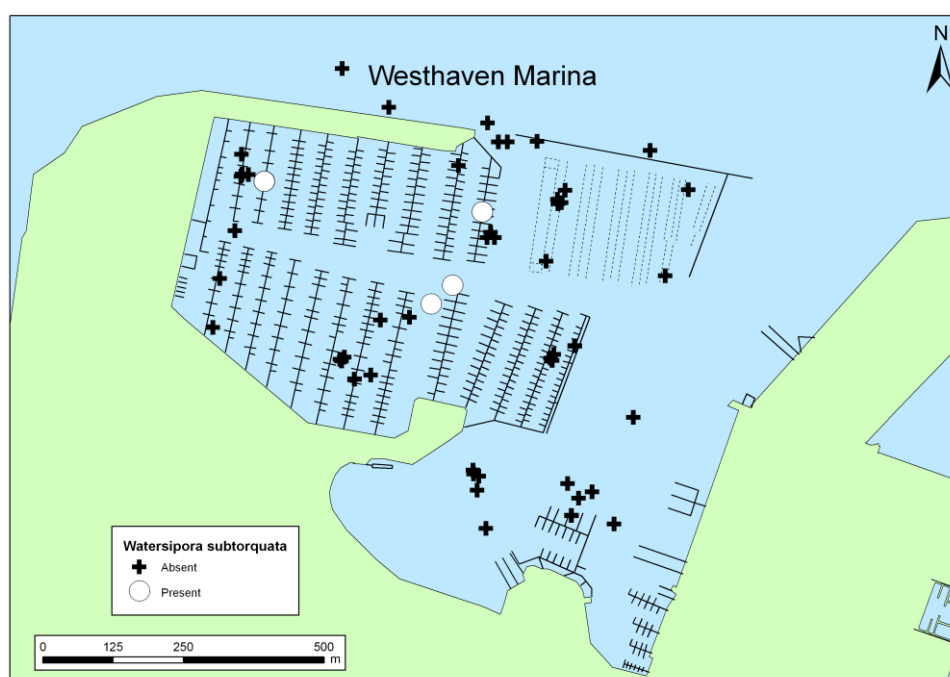 N
Westhaven Marina
Watersipora subtorquata
Absent
Present
0 125 250 500
m